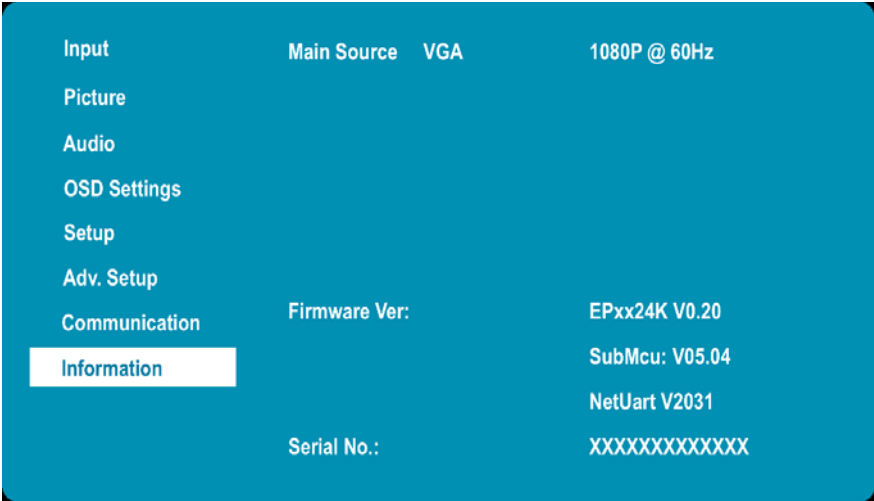 Input
Main Source VGA 1080P @ 60Hz
Picture
Audio
OSD Settings
Setup
Adv. Setup
Communication
Firmware Ver: EPxx24K V0.20
Information
SubMcu: V05.04
NetUart V2031
Serial No.: XXXXXXXXXXXXX